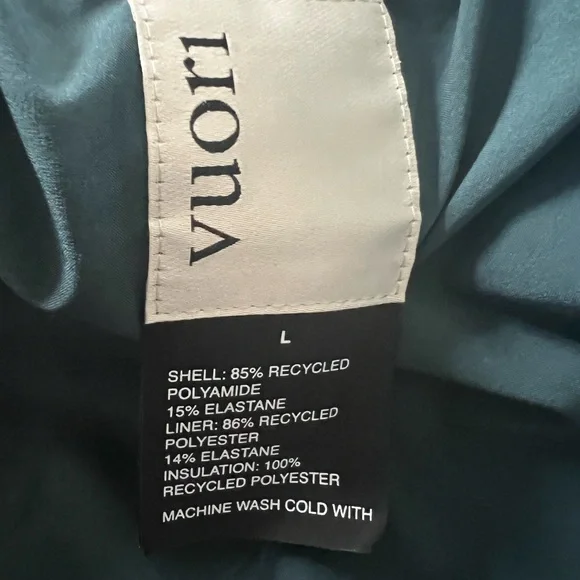 vuori
L
SHELL: 85% RECYCLED
POLYAMIDE
15% ELASTANE
LINER: 86% RECYCLED
POLYESTER
14% ELASTANE
INSULATION: 100%
RECYCLED POLYESTER
MACHINE WASH COLD WITH